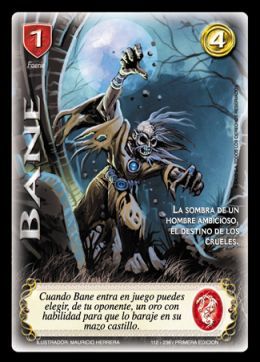 1
4
Faerie
BANE
LA SOMBRA DE UN
HOMBRE AMBICIOSO,
EL DESTINO DE LOS
CRUELES.
Cuando Bane entra en juego puedes
elegir, de tu oponente, un oro con
habilidad para que lo baraje en su
mazo castillo.
ILUSTRADOR: MAURICIO HERRERA
112 - 236 / PRIMERA EDICION